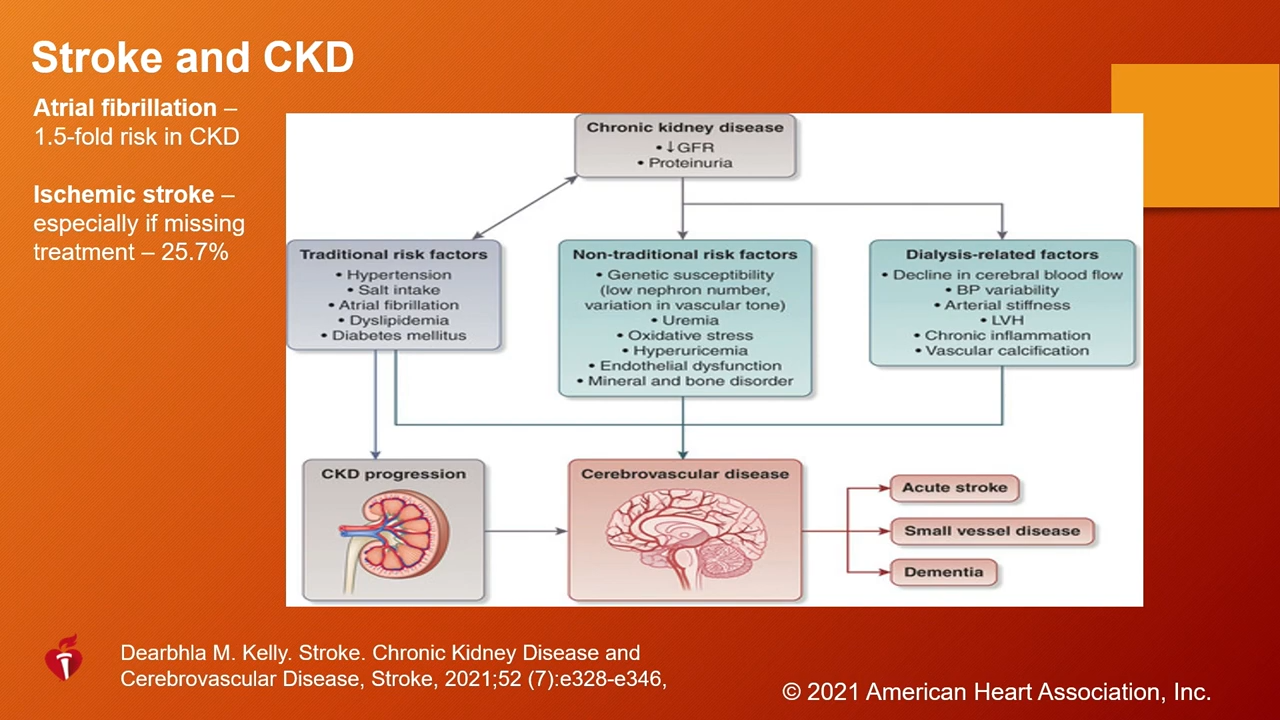 Stroke and CKD
Atrial fibrillation –
1.5-fold risk in CKD
Ischemic stroke –
especially if missing
treatment – 25.7%
Chronic kidney disease
• ↓GFR
• Proteinuria
Traditional risk factors
• Hypertension
• Salt intake
• Atrial fibrillation
• Dyslipidemia
• Diabetes mellitus
Non-traditional risk factors
• Genetic susceptibility
(low nephron number,
variation in vascular tone)
• Uremia
• Oxidative stress
• Hyperuricemia
• Endothelial dysfunction
• Mineral and bone disorder
Dialysis-related factors
• Decline in cerebral blood flow
• BP variability
• Arterial stiffness
• LVH
• Chronic inflammation
• Vascular calcification
CKD progression
Cerebrovascular disease
Acute stroke
Small vessel disease
Dementia
Dearbhla M. Kelly. Stroke. Chronic Kidney Disease and
Cerebrovascular Disease, Stroke, 2021;52 (7):e328-e346,
© 2021 American Heart Association, Inc.